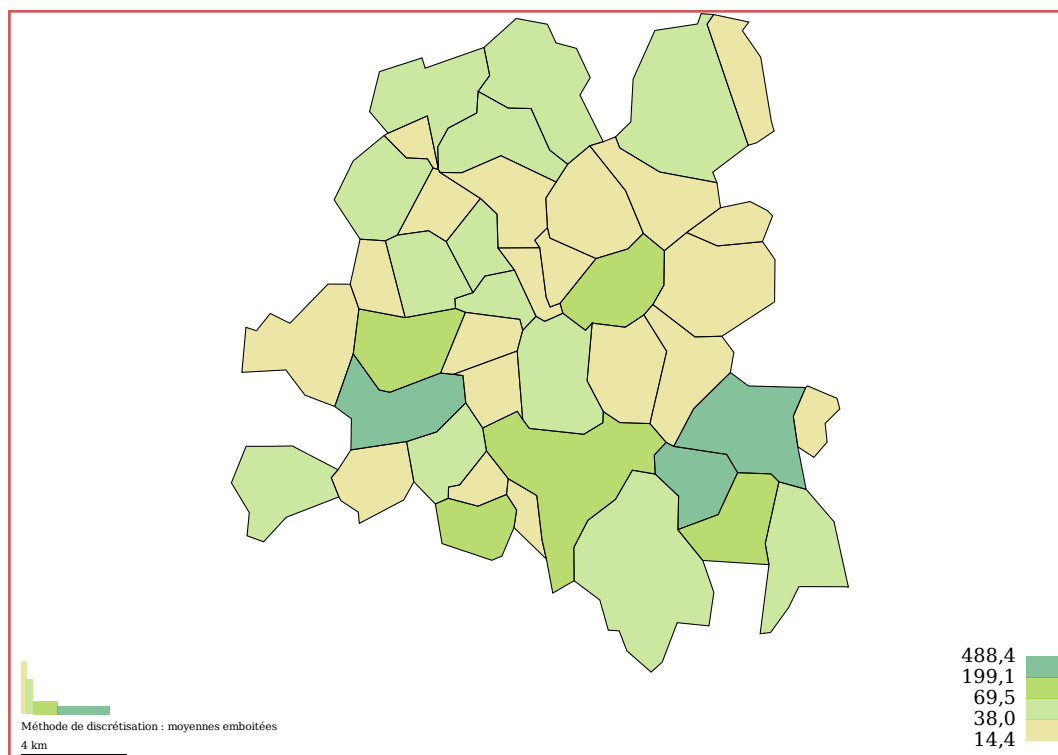 488,4
199,1
69,5
38,0
14,4
Méthode de discrétisation : moyennes emboitées
4 km